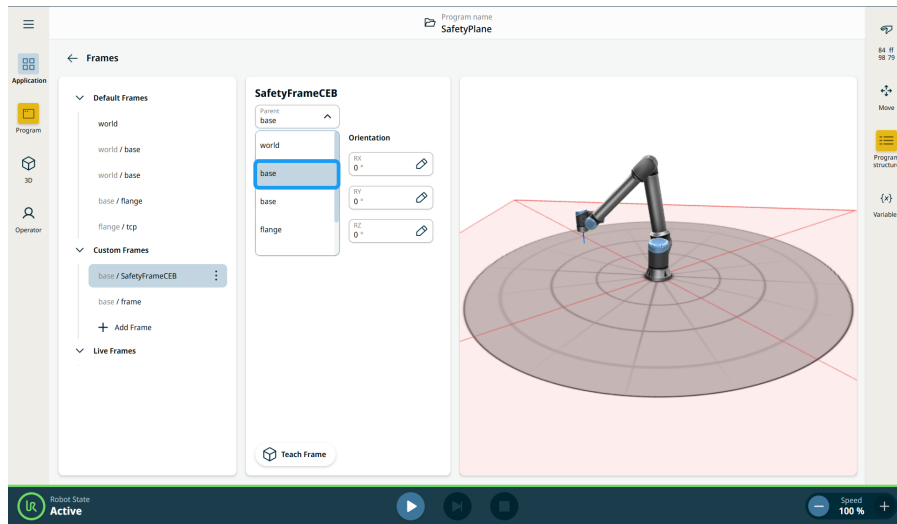 Program name
SafetyPlane
84 ff
98 79
Application
Frames
Default Frames
world
world / base
world / base
base / flange
flange / tcp
Custom Frames
base / SafetyFrameCEB
base / frame
Add Frame
Live Frames
SafetyFrameCEB
Parent
base
world
base
base
flange
Orientation
RX
0 °
RY
0 °
RZ
0 °
Teach Frame
Program
3D
Operator
Move
Program
structure
{x}
Variable
UR
Robot State
Active
Speed
100 %